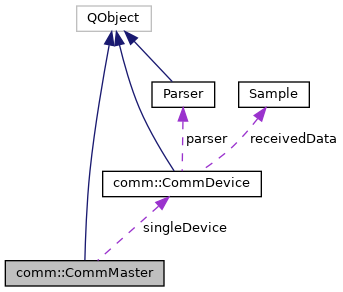 QObject
Parser
Sample
parser
receivedData
comm::CommDevice
singleDevice
comm::CommMaster